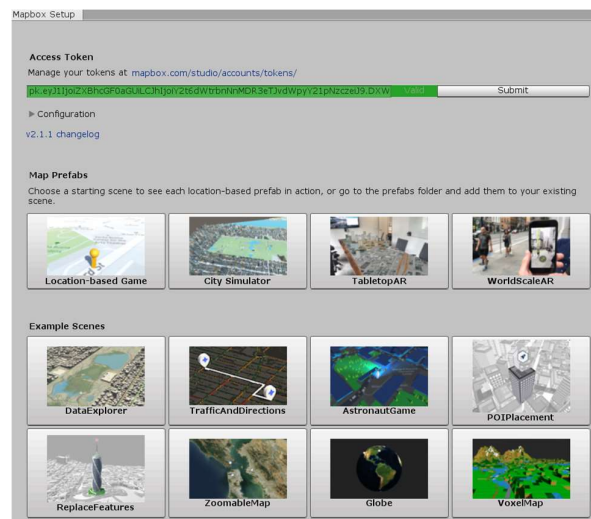 Mapbox Setup
Access Token
Manage your tokens at mapbox.com/studio/accounts/tokens/
Valid
Submit
Configuration
v2.1.1 changelog
Map Prefabs
Choose a starting scene to see each location-based prefab in action, or go to the prefabs folder and add them to your existing
scene.
Location-based Game
City Simulator
TabletopAR
WorldScaleAR
Example Scenes
DataExplorer
TrafficAndDirections
AstronautGame
POIPlacement
ReplaceFeatures
ZoomableMap
Globe
VoxelMap